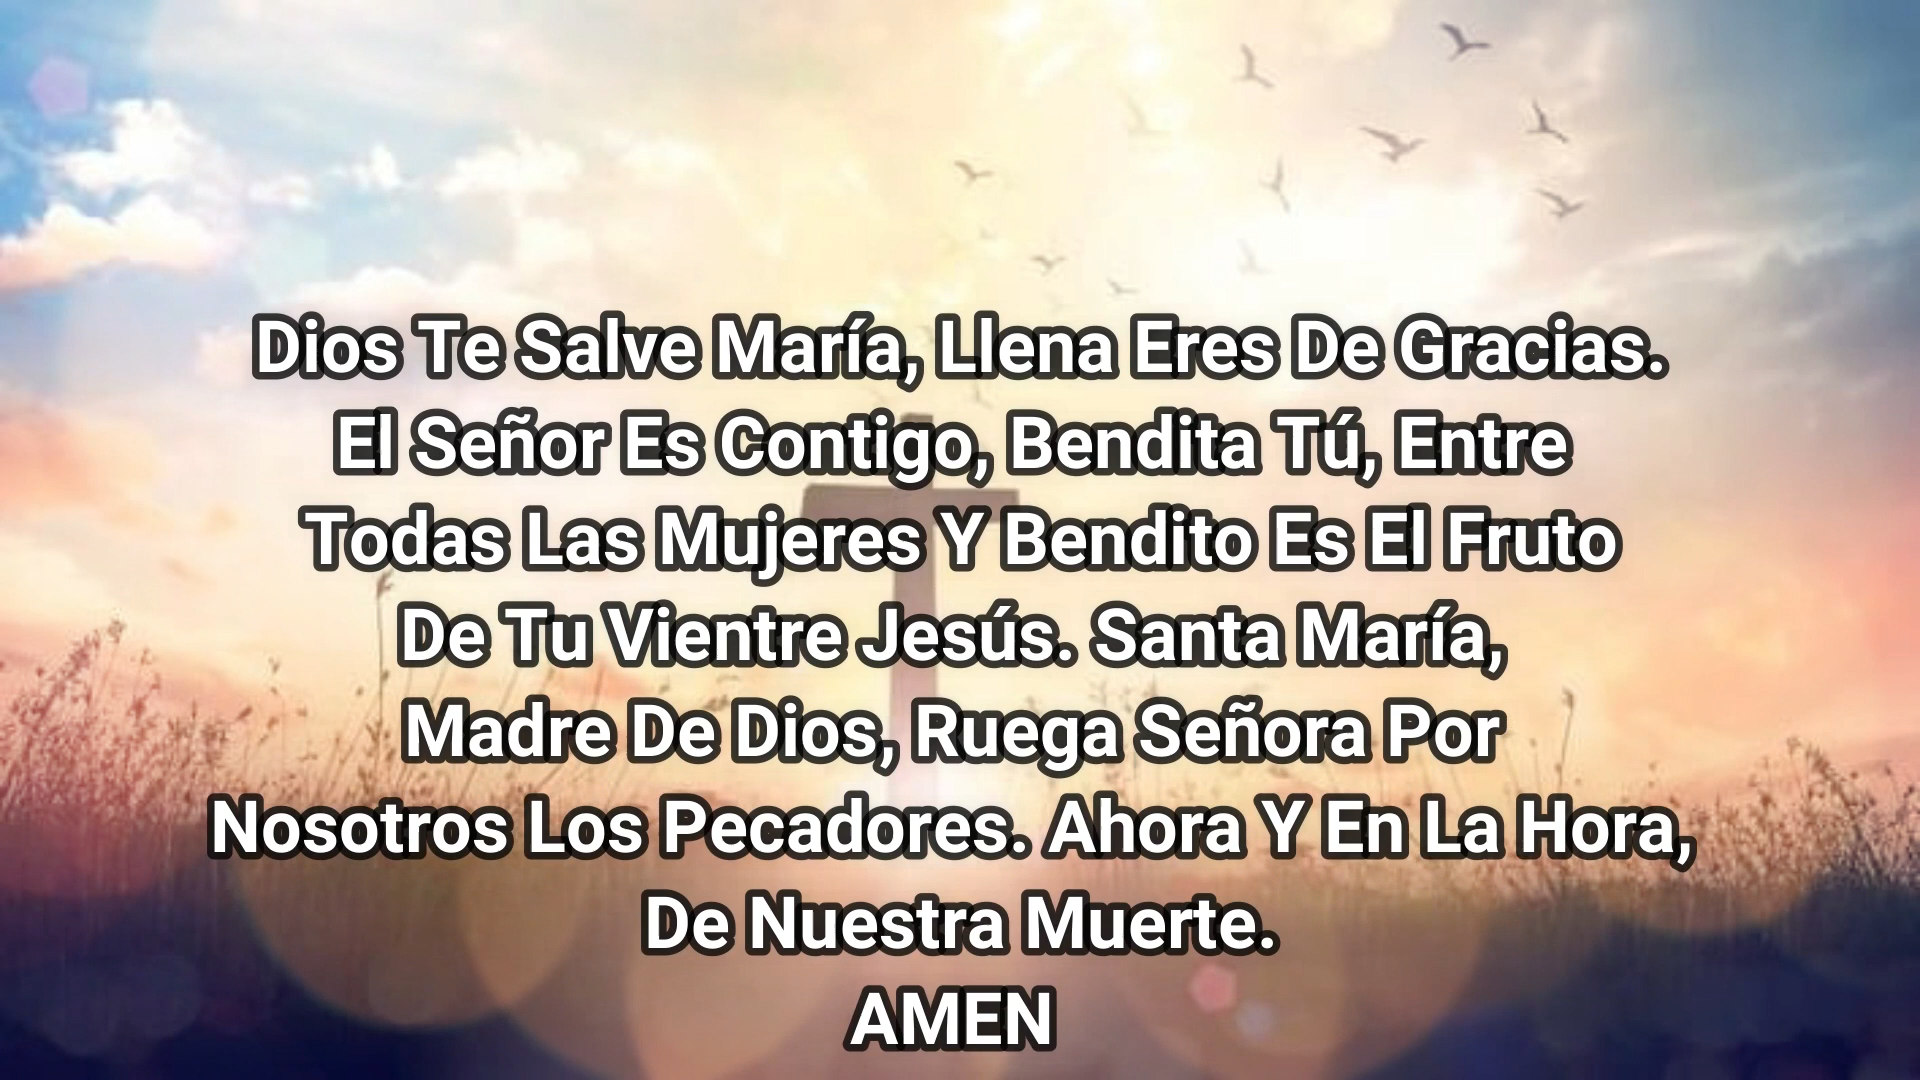 Dios Te Salve María, Llena Eres De Gracias.
El Señor Es Contigo, Bendita Tú, Entre
Todas Las Mujeres Y Bendito Es El Fruto
De Tu Vientre Jesús. Santa María,
Madre De Dios, Ruega Señora Por
Nosotros Los Pecadores. Ahora Y En La Hora,
De Nuestra Muerte.
AMEN